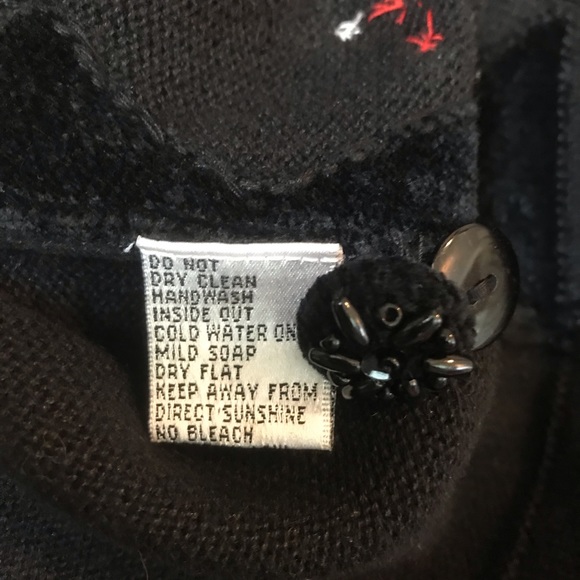 DO NOT
DRY CLEAN
HANDWASH
INSIDE OUT
COLD WATER ON
MILD SOAP
DRY FLAT
KEEP AWAY FROM
DIRECT SUNSHINE
NO BLEACH